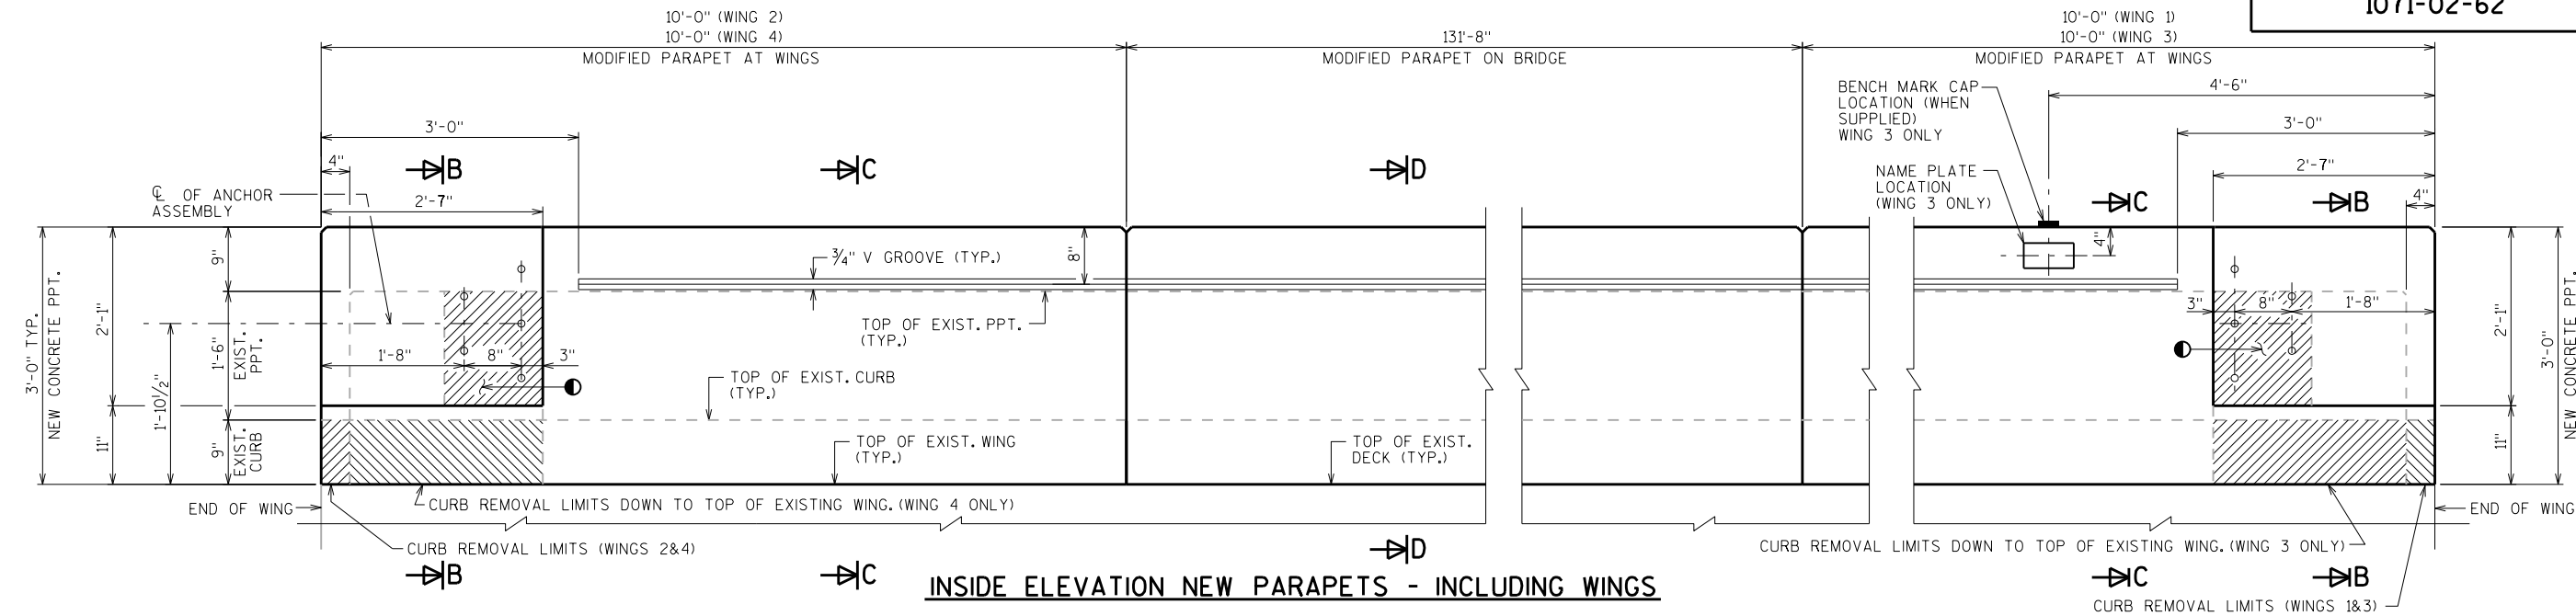 1071-02-62
10'-0" (WING 2)
10'-0" (WING 4)
MODIFIED PARAPET AT WINGS
131'-8"
MODIFIED PARAPET ON BRIDGE
10'-0" (WING 1)
10'-0" (WING 3)
MODIFIED PARAPET AT WINGS
BENCH MARK CAP
LOCATION (WHEN
SUPPLIED)
WING 3 ONLY
4'-6"
3'-0"
3'-0"
4"
B
C
D
NAME PLATE
LOCATION
(WING 3 ONLY)
2'-7"
C
B
4"
℄ OF ANCHOR
ASSEMBLY
2'-7"
3'-0" TYP.
NEW CONCRETE PPT.
2'-1"
11"
1'-10½"
9"
1'-6"
EXIST.
PPT.
9"
EXIST.
CURB
1'-8"
8"
3"
¾" V GROOVE (TYP.)
8"
TOP OF EXIST. PPT.
(TYP.)
TOP OF EXIST. CURB
(TYP.)
TOP OF EXIST. WING
(TYP.)
TOP OF EXIST.
DECK (TYP.)
4"
3"
8"
1'-8"
2'-1"
11"
3'-0"
NEW CONCRETE PPT.
END OF WING
CURB REMOVAL LIMITS DOWN TO TOP OF EXISTING WING. (WING 4 ONLY)
END OF WING
CURB REMOVAL LIMITS (WINGS 2&4)
D
CURB REMOVAL LIMITS DOWN TO TOP OF EXISTING WING. (WING 3 ONLY)
B
C
INSIDE ELEVATION NEW PARAPETS - INCLUDING WINGS
C
B
CURB REMOVAL LIMITS (WINGS 1&3)